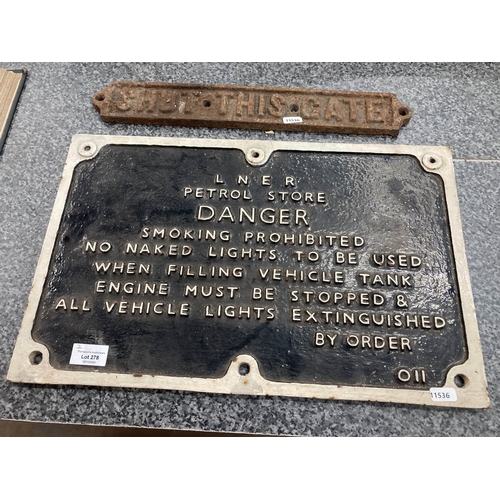 SHUT THIS GATE
11536
L N E R
PETROL STORE
DANGER
SMOKING PROHIBITED
NO NAKED LIGHTS TO BE USED
WHEN FILLING VEHICLE TANK
ENGINE MUST BE STOPPED &
ALL VEHICLE LIGHTS EXTINGUISHED
BY ORDER
011
Lot 278
11536